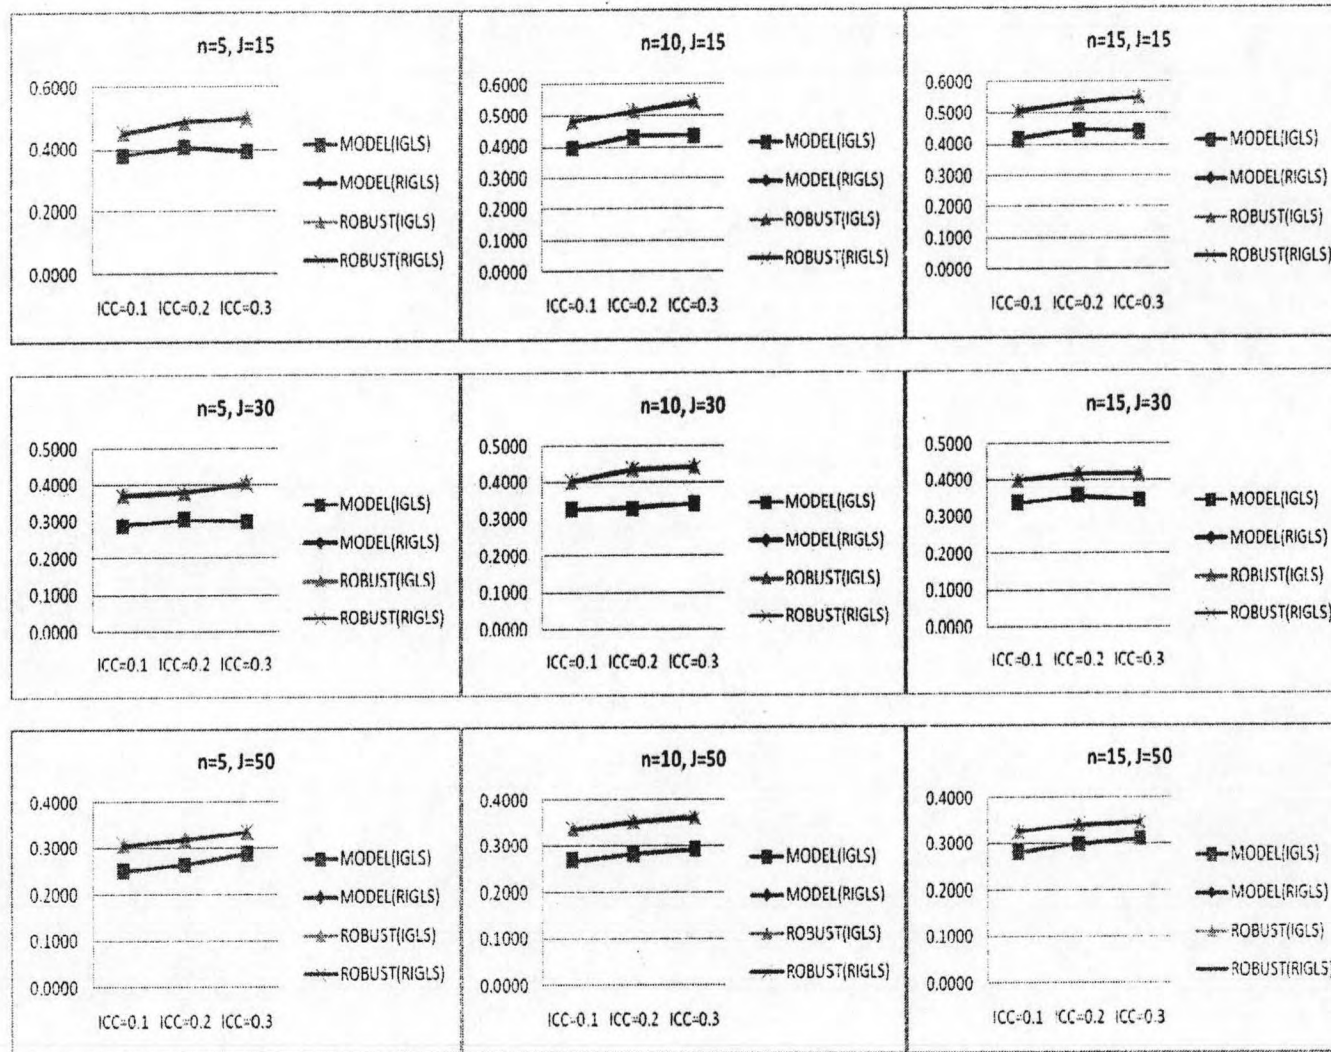 n=5, J=15
0.6000
0.4000
0.2000
0.0000
ICC=0.1 ICC=0.2 ICC=0.3
MODEL(IGLS)
MODEL(RIGLS)
ROBUST(IGLS)
ROBUST(RIGLS)
n=10, J=15
0.6000
0.5000
0.4000
0.3000
0.2000
0.1000
0.0000
ICC=0.1 ICC=0.2 ICC=0.3
MODEL(IGLS)
MODEL(RIGLS)
ROBUST(IGLS)
ROBUST(RIGLS)
n=15, J=15
0.6000
0.5000
0.4000
0.3000
0.2000
0.1000
0.0000
ICC=0.1 ICC=0.2 ICC=0.3
MODEL(IGLS)
MODEL(RIGLS)
ROBUST(IGLS)
ROBUST(RIGLS)
n=5, J=30
0.5000
0.4000
0.3000
0.2000
0.1000
0.0000
ICC=0.1 ICC=0.2 ICC=0.3
MODEL(IGLS)
MODEL(RIGLS)
ROBUST(IGLS)
ROBUST(RIGLS)
n=10, J=30
0.5000
0.4000
0.3000
0.2000
0.1000
0.0000
ICC=0.1 ICC=0.2 ICC=0.3
MODEL(IGLS)
MODEL(RIGLS)
ROBUST(IGLS)
ROBUST(RIGLS)
n=15, J=30
0.5000
0.4000
0.3000
0.2000
0.1000
0.0000
ICC=0.1 ICC=0.2 ICC=0.3
MODEL(IGLS)
MODEL(RIGLS)
ROBUST(IGLS)
ROBUST(RIGLS)
n=5, J=50
0.4000
0.3000
0.2000
0.1000
0.0000
ICC=0.1 ICC=0.2 ICC=0.3
MODEL(IGLS)
MODEL(RIGLS)
ROBUST(IGLS)
ROBUST(RIGLS)
n=10, J=50
0.4000
0.3000
0.2000
0.1000
0.0000
ICC=0.1 ICC=0.2 ICC=0.3
MODEL(IGLS)
MODEL(RIGLS)
ROBUST(IGLS)
ROBUST(RIGLS)
n=15, J=50
0.4000
0.3000
0.2000
0.1000
0.0000
ICC=0.1 ICC=0.2 ICC=0.3
MODEL(IGLS)
MODEL(RIGLS)
ROBUST(IGLS)
ROBUST(RIGLS)